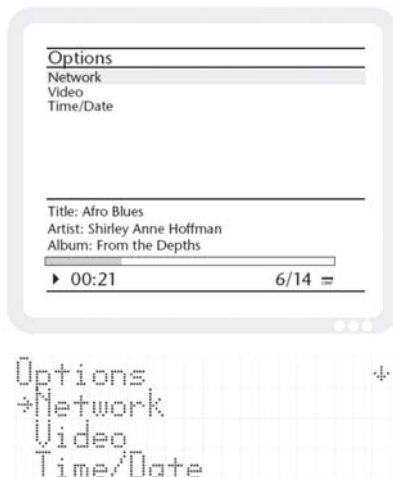 Options
Network
Video
Time/Date
Title: Afro Blues
Artist: Shirley Anne Hoffman
Album: From the Depths
00:21 6/14
Options
Network
Video
Time/Date